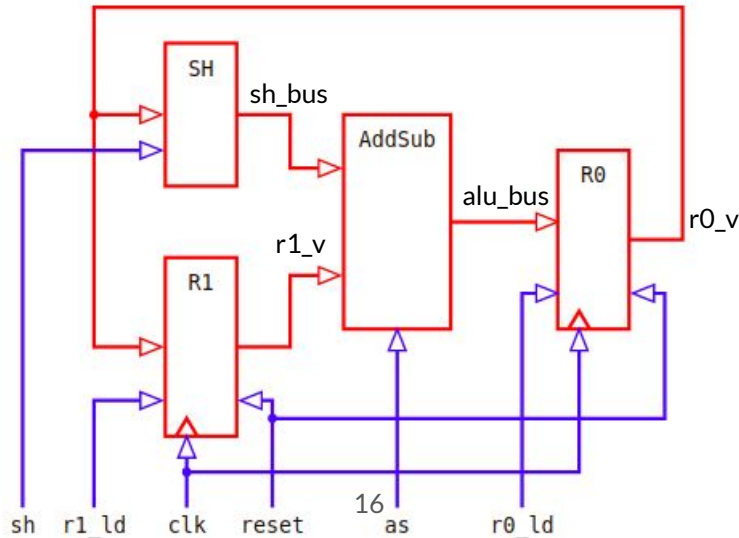 SH
sh_bus
AddSub
alu_bus
R0
r0_v
r1_v
R1
16
sh r1_ld clk reset as r0_ld